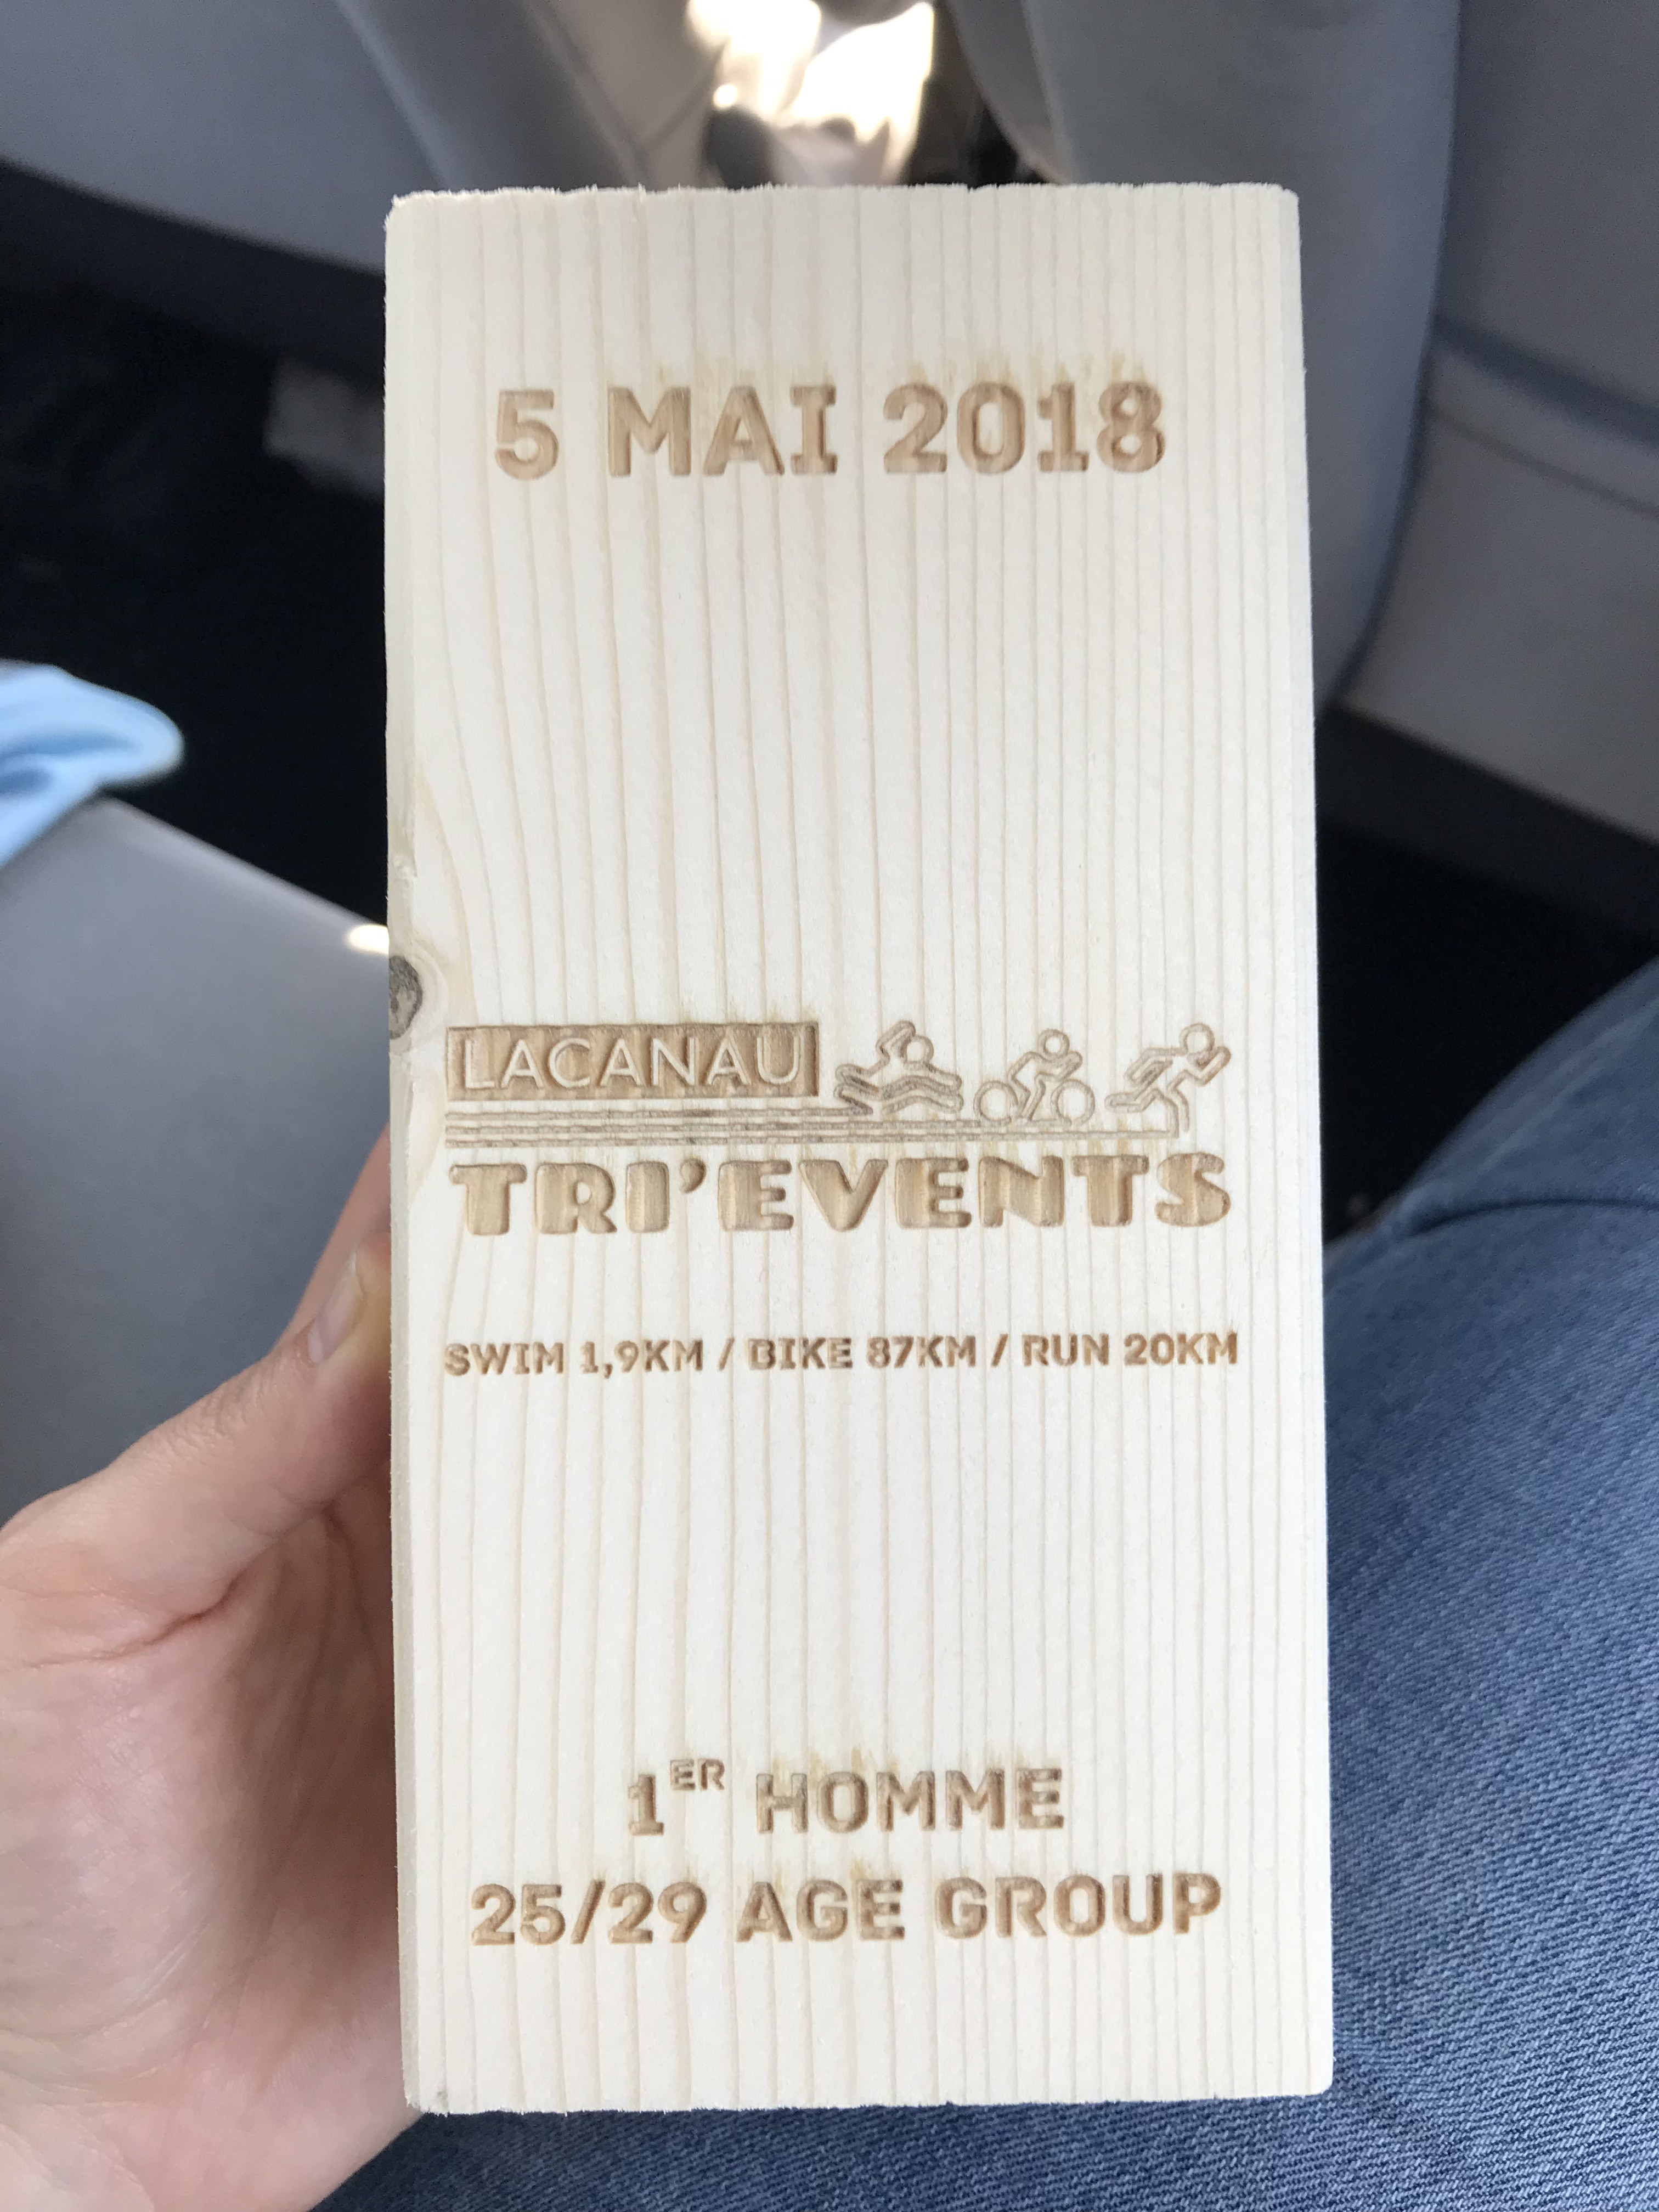 5 MAI 2018
LACANAU
TRI'EVENTS
SWIM 1,9KM / BIKE 87KM / RUN 20KM
1ER HOMME
25/29 AGE GROUP